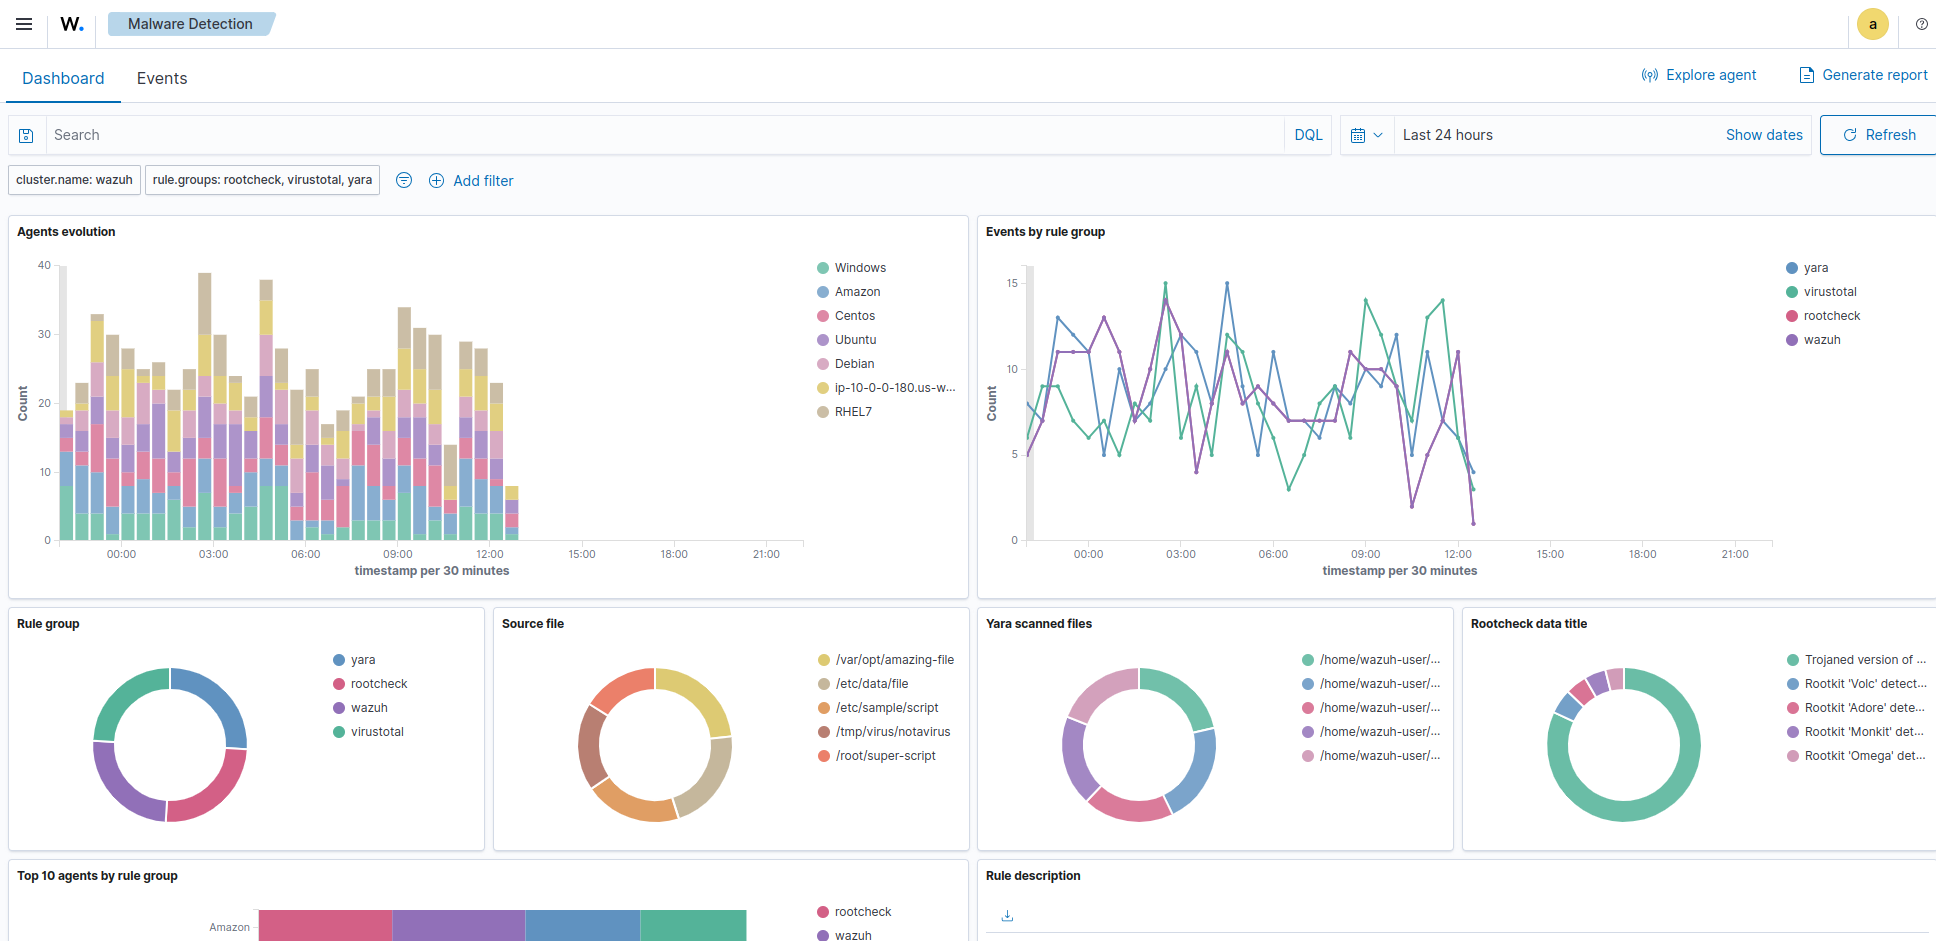 W.
Malware Detection
a
Dashboard
Events
Explore agent
Generate report
Search
DQL
Last 24 hours
Show dates
Refresh
cluster.name: wazuh
rule.groups: rootcheck, virustotal, yara
Add filter
Agents evolution
Count
40
30
20
10
0
00:00
03:00
06:00
09:00
12:00
15:00
18:00
21:00
timestamp per 30 minutes
Windows
Amazon
Centos
Ubuntu
Debian
ip-10-0-0-180.us-w...
RHEL7
Events by rule group
Count
15
10
5
0
00:00
03:00
06:00
09:00
12:00
15:00
18:00
21:00
timestamp per 30 minutes
yara
virustotal
rootcheck
wazuh
Rule group
yara
rootcheck
wazuh
virustotal
Source file
/var/opt/amazing-file
/etc/data/file
/etc/sample/script
/tmp/virus/notavirus
/root/super-script
Yara scanned files
/home/wazuh-user/...
/home/wazuh-user/...
/home/wazuh-user/...
/home/wazuh-user/...
/home/wazuh-user/...
Rootcheck data title
Trojaned version of ...
Rootkit 'Volc' detect...
Rootkit 'Adore' dete...
Rootkit 'Monkit' det...
Rootkit 'Omega' det...
Top 10 agents by rule group
Amazon
rootcheck
wazuh
Rule description